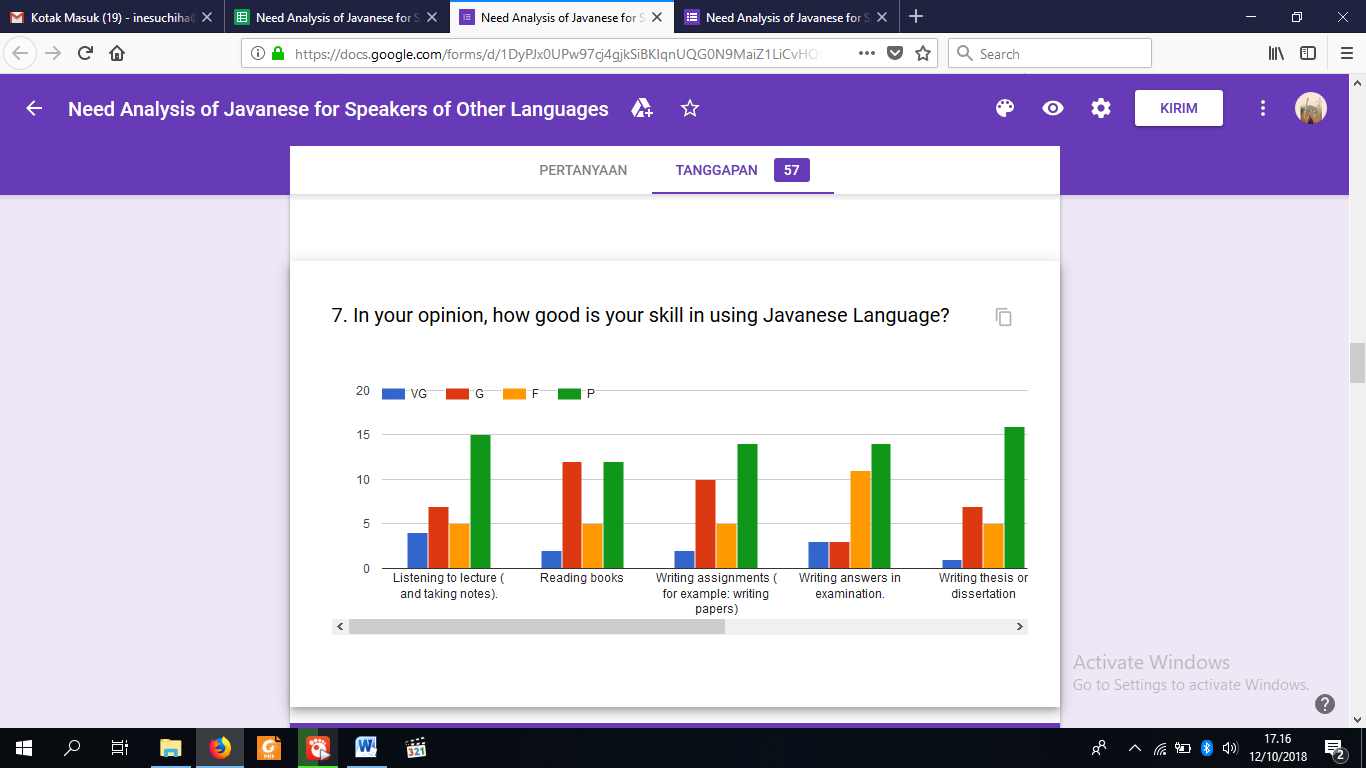 Kotak Masuk (19) - inesuchiha
Need Analysis of Javanese for S
Need Analysis of Javanese for S
Need Analysis of Javanese for S
https://docs.google.com/forms/d/
Search
Need Analysis of Javanese for Speakers of Other Languages
KIRIM
PERTANYAAN
TANGGAPAN 57
7. In your opinion, how good is your skill in using Javanese Language?
20
VG G F P
15
10
5
0
Listening to lecture (
and taking notes).
Reading books
Writing assignments (
for example: writing
papers)
Writing answers in
examination.
Writing thesis or
dissertation
Activate Windows
Go to Settings to activate Windows.
PDF
321
17.16
12/10/2018
2